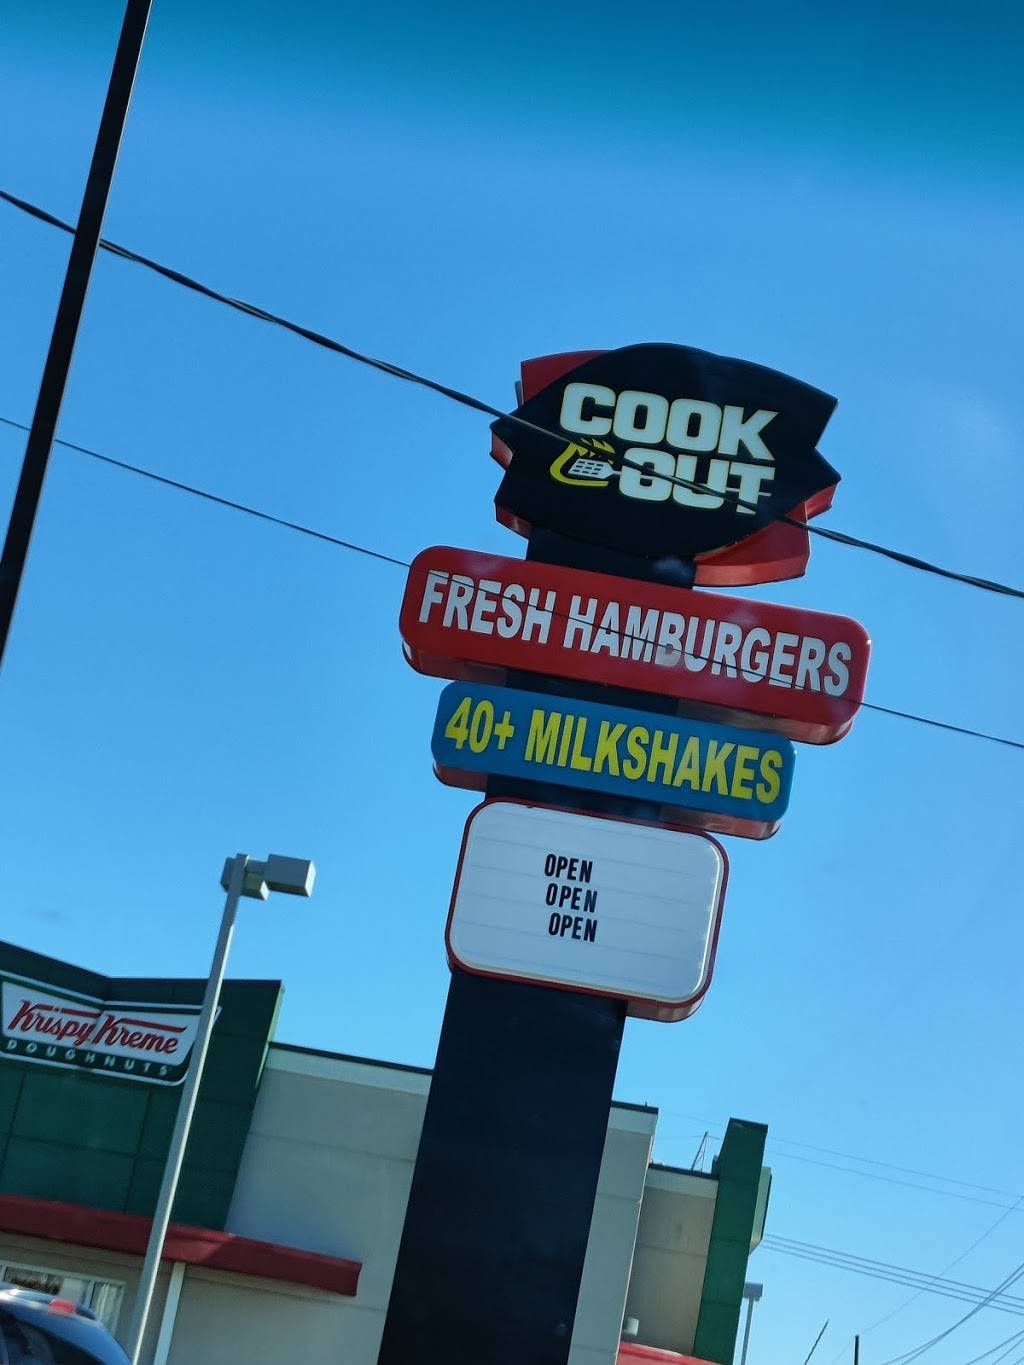 COOK
OUT
FRESH HAMBURGERS
40+ MILKSHAKES
OPEN
OPEN
OPEN
Krispy Kreme
DOUGHNUTS